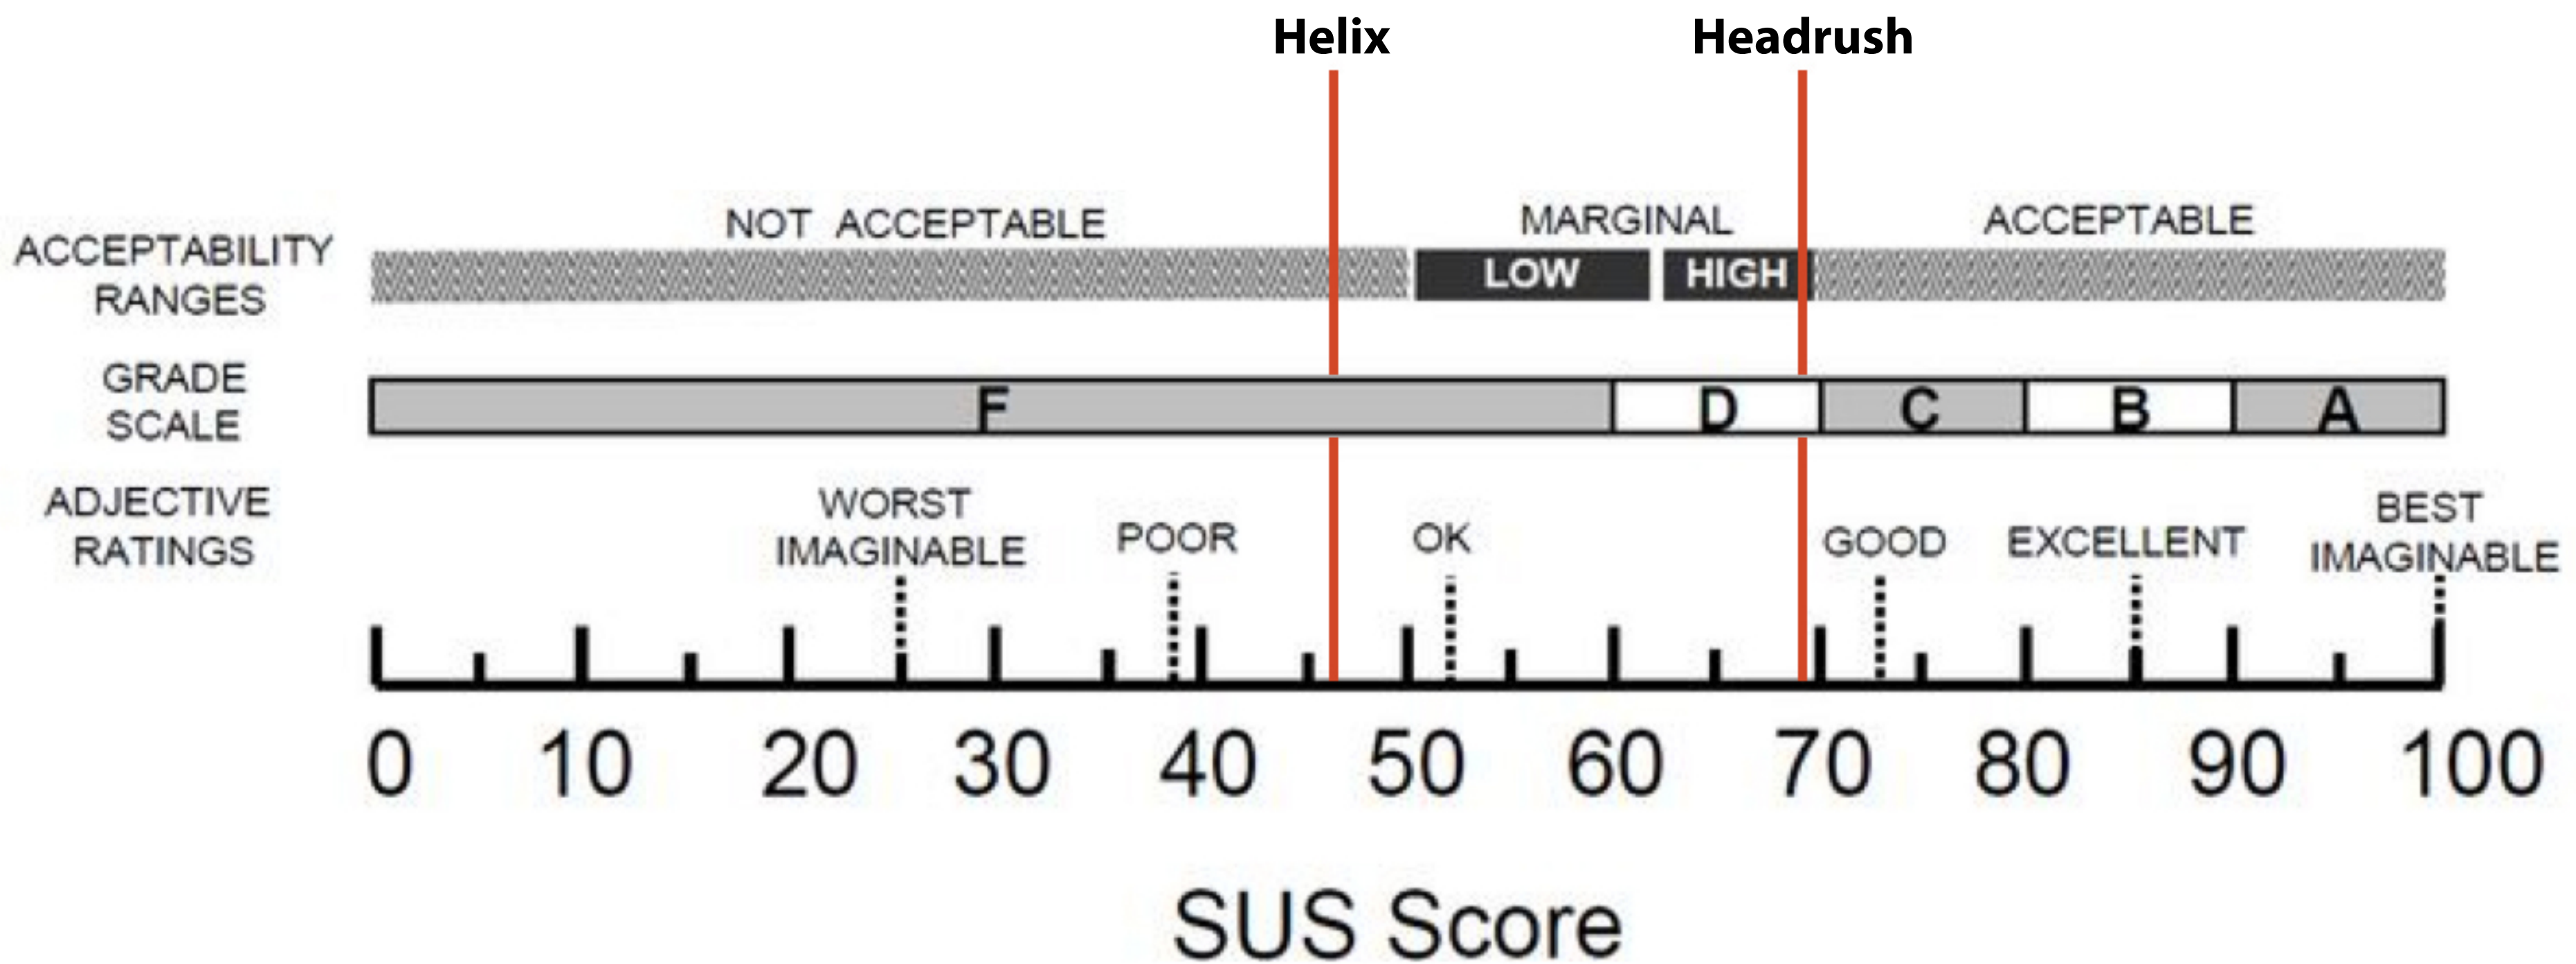 Helix Headrush
NOT ACCEPTABLE MARGINAL ACCEPTABLE
ACCEPTABILITY
RANGES
LOW HIGH
GRADE
SCALE
F D C B A
ADJECTIVE
RATINGS
WORST
IMAGINABLE
POOR
OK
GOOD
EXCELLENT
BEST
IMAGINABLE
0 10 20 30 40 50 60 70 80 90 100
SUS Score